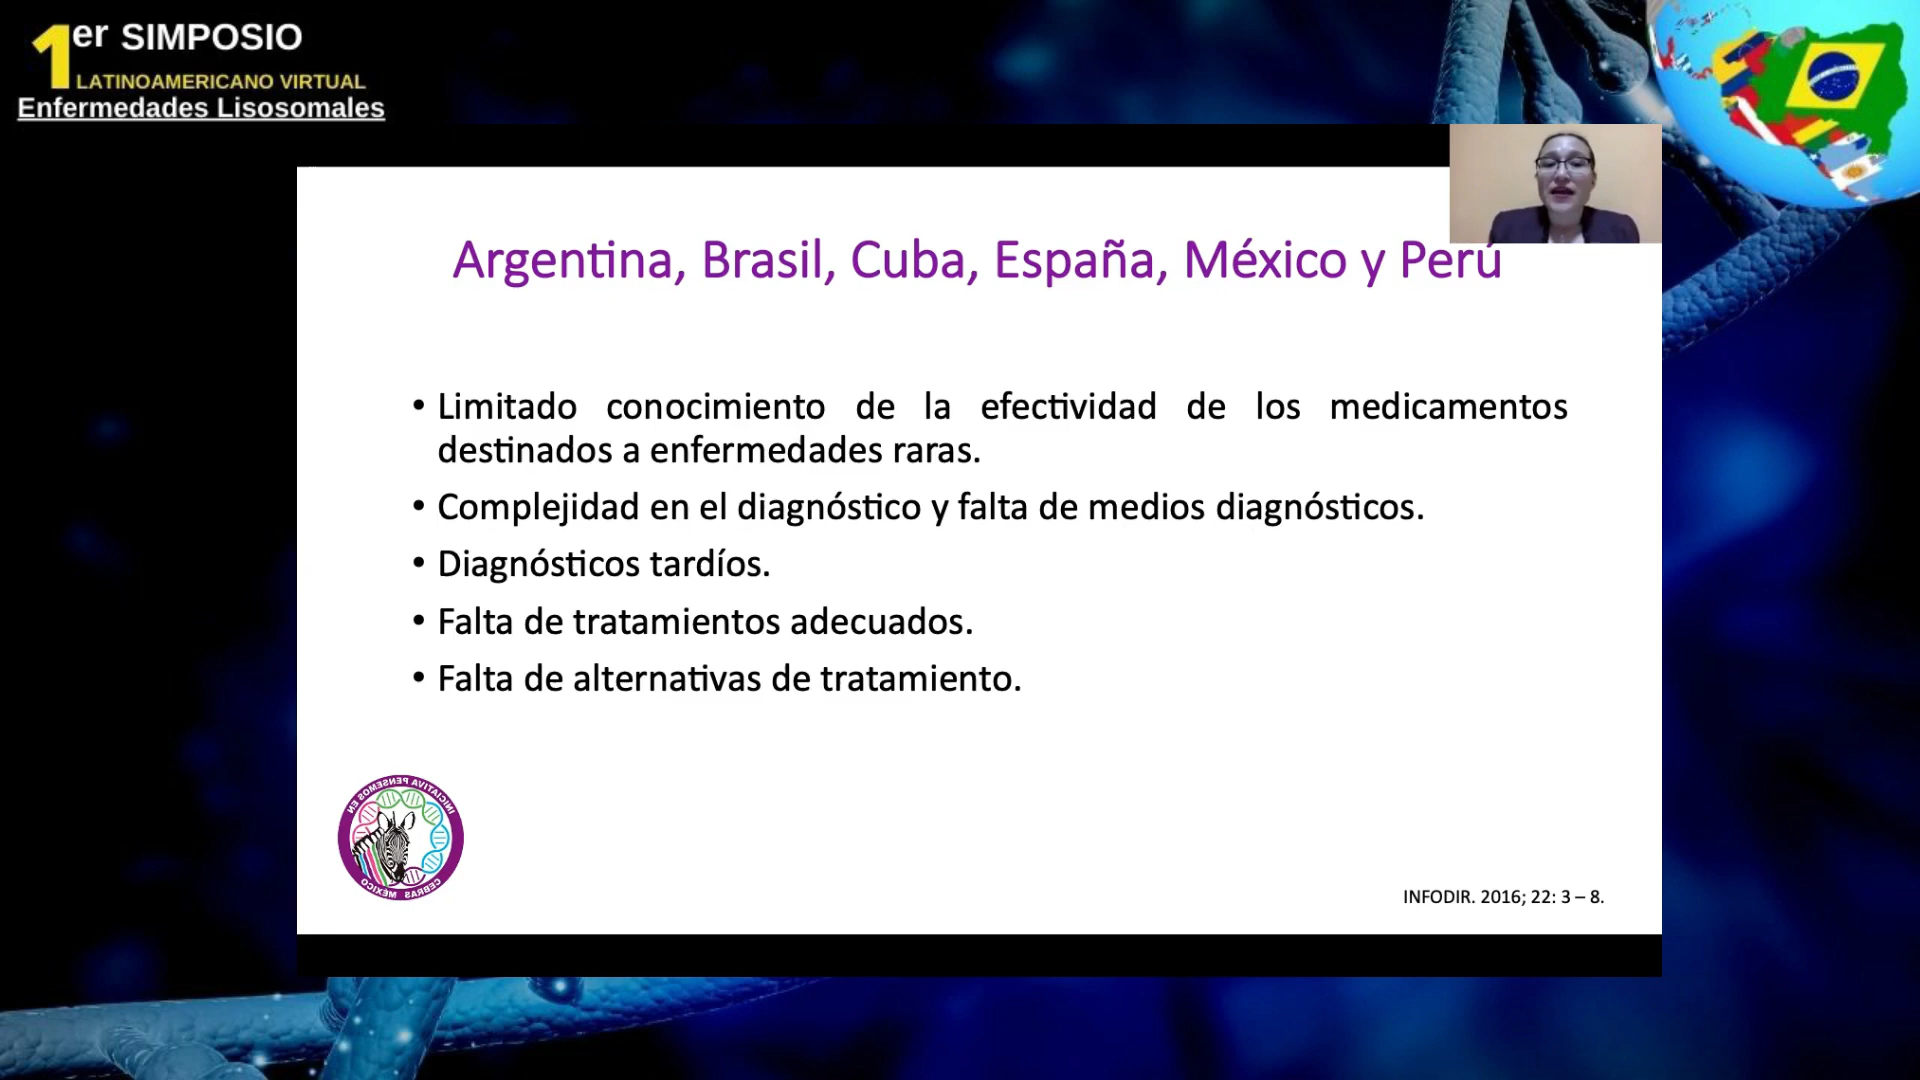 1er SIMPOSIO
LATINOAMERICANO VIRTUAL
Enfermedades Lisosomales
Argentina, Brasil, Cuba, España, México y Perú
• Limitado conocimiento de la efectividad de los medicamentos
destinados a enfermedades raras.
• Complejidad en el diagnóstico y falta de medios diagnósticos.
• Diagnósticos tardíos.
• Falta de tratamientos adecuados.
• Falta de alternativas de tratamiento.
INICIATIVA PENSEMOS EN
CEBRAS MÉXICO
INFODIR. 2016; 22: 3 – 8.